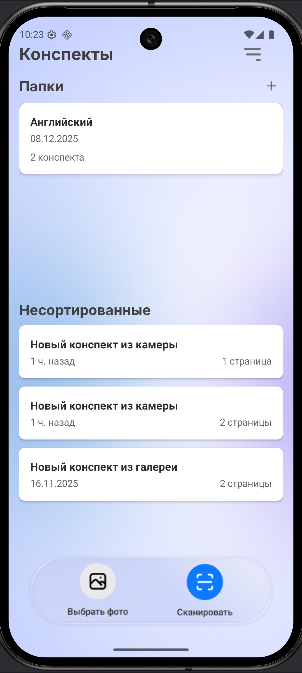 10:23
Конспекты
Папки
Английский
08.12.2025
2 конспекта
Несортированные
Новый конспект из камеры
1 ч. назад 1 страница
Новый конспект из камеры
1 ч. назад 2 страницы
Новый конспект из галереи
16.11.2025 2 страницы
Выбрать фото Сканировать